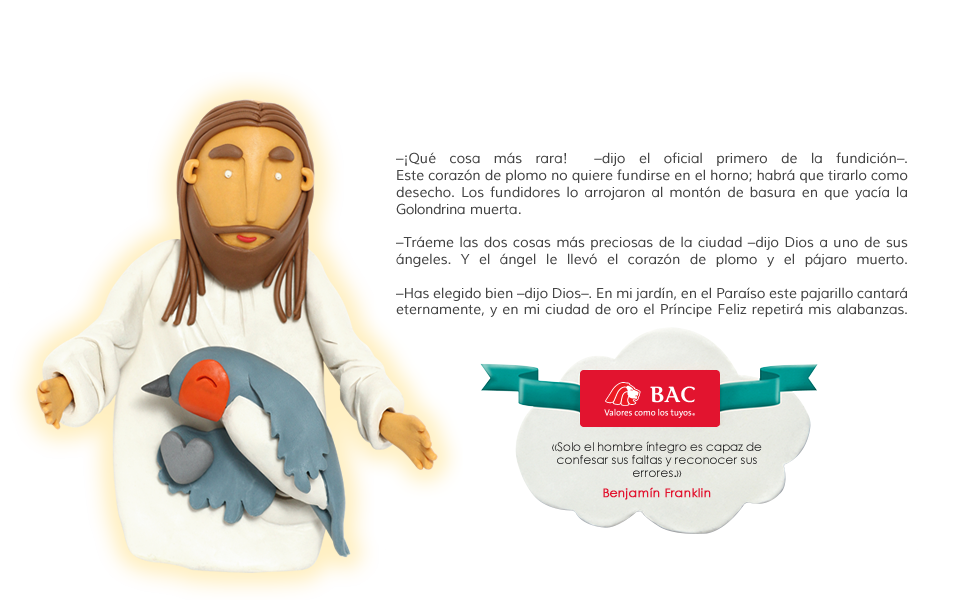 –¡Qué cosa más rara! –dijo el oficial primero de la fundición–.
Este corazón de plomo no quiere fundirse en el horno; habrá que tirarlo como
desecho. Los fundidores lo arrojaron al montón de basura en que yacía la
Golondrina muerta.
–Tráeme las dos cosas más preciosas de la ciudad –dijo Dios a uno de sus
ángeles. Y el ángel le llevó el corazón de plomo y el pájaro muerto.
–Has elegido bien –dijo Dios–. En mi jardín, en el Paraíso este pajarillo cantará
eternamente, y en mi ciudad de oro el Príncipe Feliz repetirá mis alabanzas.
BAC
Valores como los tuyos.
«Solo el hombre íntegro es capaz de
confesar sus faltas y reconocer sus
errores.»
Benjamín Franklin